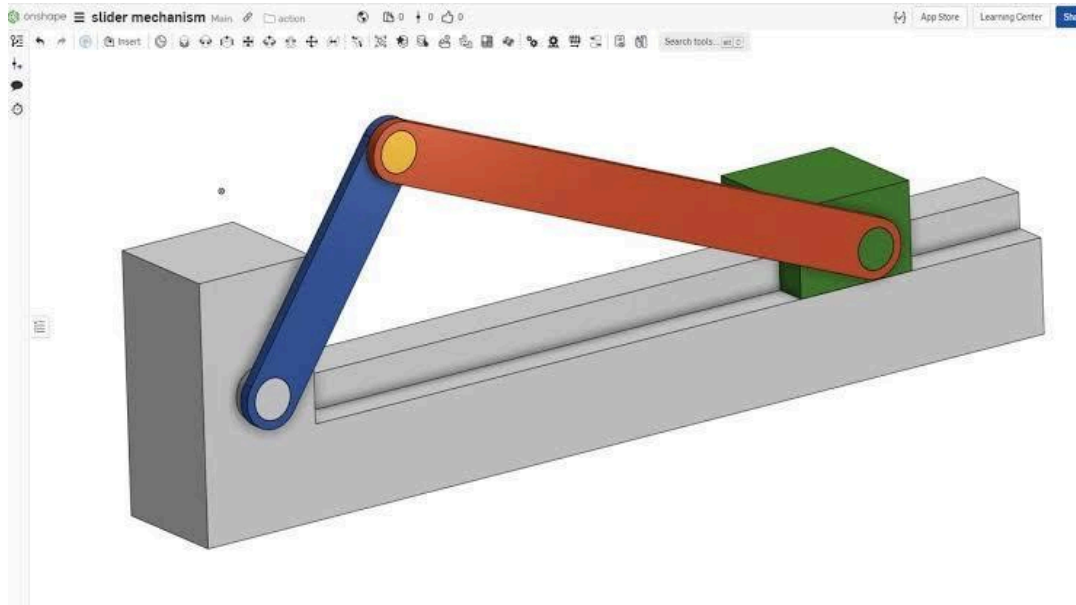 onshape slider mechanism Main action 0 0 0 App Store Learning Center
Insert Search tools...